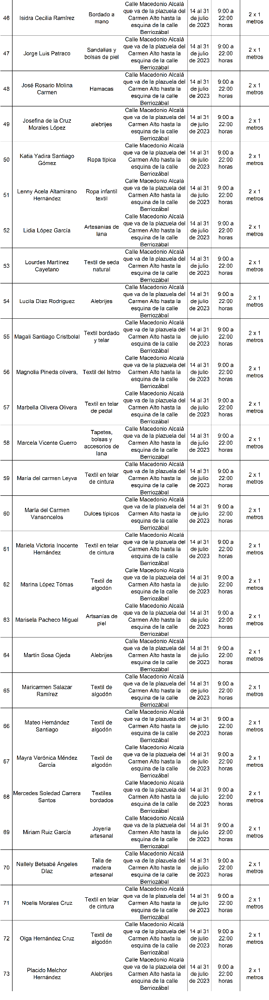 46
Isidra Cecilia Ramírez
Bordado a
mano
Calle Macedonio Alcalá
que va de la plazuela del
Carmen Alto hasta la
esquina de la calle
Berriozábal
14 al 31
de julio
de 2023
9:00 a
22:00
horas
2 x 1
metros
47
Jorge Luis Patraco
Sandalias y
bolsas de piel
Calle Macedonio Alcalá
que va de la plazuela del
Carmen Alto hasta la
esquina de la calle
Berriozábal
14 al 31
de julio
de 2023
9:00 a
22:00
horas
2 x 1
metros
48
José Rosario Molina
Carmen
Hamacas
Calle Macedonio Alcalá
que va de la plazuela del
Carmen Alto hasta la
esquina de la calle
Berriozábal
14 al 31
de julio
de 2023
9:00 a
22:00
horas
2 x 1
metros
49
Josefina de la Cruz
Morales López
alebrijes
Calle Macedonio Alcalá
que va de la plazuela del
Carmen Alto hasta la
esquina de la calle
Berriozábal
14 al 31
de julio
de 2023
9:00 a
22:00
horas
2 x 1
metros
50
Katia Yadira Santiago
Gómez
Ropa típica
Calle Macedonio Alcalá
que va de la plazuela del
Carmen Alto hasta la
esquina de la calle
Berriozábal
14 al 31
de julio
de 2023
9:00 a
22:00
horas
2 x 1
metros
51
Lenny Acela Altamirano
Hernández
Ropa infantil
textil
Calle Macedonio Alcalá
que va de la plazuela del
Carmen Alto hasta la
esquina de la calle
Berriozábal
14 al 31
de julio
de 2023
9:00 a
22:00
horas
2 x 1
metros
52
Lidia López García
Artesanías de
lana
Calle Macedonio Alcalá
que va de la plazuela del
Carmen Alto hasta la
esquina de la calle
Berriozábal
14 al 31
de julio
de 2023
9:00 a
22:00
horas
2 x 1
metros
53
Lourdes Martínez
Cayetano
Textil de seda
natural
Calle Macedonio Alcalá
que va de la plazuela del
Carmen Alto hasta la
esquina de la calle
Berriozábal
14 al 31
de julio
de 2023
9:00 a
22:00
horas
2 x 1
metros
54
Lucila Diaz Rodríguez
Alebrijes
Calle Macedonio Alcalá
que va de la plazuela del
Carmen Alto hasta la
esquina de la calle
Berriozábal
14 al 31
de julio
de 2023
9:00 a
22:00
horas
2 x 1
metros
55
Magali Santiago Cristbolal
Textil bordado
y telar
Calle Macedonio Alcalá
que va de la plazuela del
Carmen Alto hasta la
esquina de la calle
Berriozábal
14 al 31
de julio
de 2023
9:00 a
22:00
horas
2 x 1
metros
56
Magnolia Pineda olivera,
Textil del Istmo
Calle Macedonio Alcalá
que va de la plazuela del
Carmen Alto hasta la
esquina de la calle
Berriozábal
14 al 31
de julio
de 2023
9:00 a
22:00
horas
2 x 1
metros
57
Marbella Olivera Olivera
Textil en telar
de pedal
Calle Macedonio Alcalá
que va de la plazuela del
Carmen Alto hasta la
esquina de la calle
Berriozábal
14 al 31
de julio
de 2023
9:00 a
22:00
horas
2 x 1
metros
58
Marcela Vicente Guerro
Tapetes,
bolsas y
accesorios de
lana
Calle Macedonio Alcalá
que va de la plazuela del
Carmen Alto hasta la
esquina de la calle
Berriozábal
14 al 31
de julio
de 2023
9:00 a
22:00
horas
2 x 1
metros
59
María del carmen Leyva
Textil en telar
de cintura
Calle Macedonio Alcalá
que va de la plazuela del
Carmen Alto hasta la
esquina de la calle
Berriozábal
14 al 31
de julio
de 2023
9:00 a
22:00
horas
2 x 1
metros
60
María del Carmen
Vansoncelos
Dulces típicos
Calle Macedonio Alcalá
que va de la plazuela del
Carmen Alto hasta la
esquina de la calle
Berriozábal
14 al 31
de julio
de 2023
9:00 a
22:00
horas
2 x 1
metros
61
Mariela Victoria Inocente
Hernández
Textil en telar
de cintura
Calle Macedonio Alcalá
que va de la plazuela del
Carmen Alto hasta la
esquina de la calle
Berriozábal
14 al 31
de julio
de 2023
9:00 a
22:00
horas
2 x 1
metros
62
Marina López Tómas
Textil de
algodón
Calle Macedonio Alcalá
que va de la plazuela del
Carmen Alto hasta la
esquina de la calle
Berriozábal
14 al 31
de julio
de 2023
9:00 a
22:00
horas
2 x 1
metros
63
Marisela Pacheco Miguel
Artsanías de
piel
Calle Macedonio Alcalá
que va de la plazuela del
Carmen Alto hasta la
esquina de la calle
Berriozábal
14 al 31
de julio
de 2023
9:00 a
22:00
horas
2 x 1
metros
64
Martín Sosa Ojeda
Alebrijes
Calle Macedonio Alcalá
que va de la plazuela del
Carmen Alto hasta la
esquina de la calle
Berriozábal
14 al 31
de julio
de 2023
9:00 a
22:00
horas
2 x 1
metros
65
Maricarmen Salazar
Ramírez
Textil de
algodón
Calle Macedonio Alcalá
que va de la plazuela del
Carmen Alto hasta la
esquina de la calle
Berriozábal
14 al 31
de julio
de 2023
9:00 a
22:00
horas
2 x 1
metros
66
Mateo Hernández
Santiago
Textil de
algodón
Calle Macedonio Alcalá
que va de la plazuela del
Carmen Alto hasta la
esquina de la calle
Berriozábal
14 al 31
de julio
de 2023
9:00 a
22:00
horas
2 x 1
metros
67
Mayra Verónica Méndez
García
Textil de
algodón
Calle Macedonio Alcalá
que va de la plazuela del
Carmen Alto hasta la
esquina de la calle
Berriozábal
14 al 31
de julio
de 2023
9:00 a
22:00
horas
2 x 1
metros
68
Mercedes Soledad Carrera
Santos
Textiles
bordados
Calle Macedonio Alcalá
que va de la plazuela del
Carmen Alto hasta la
esquina de la calle
Berriozábal
14 al 31
de julio
de 2023
9:00 a
22:00
horas
2 x 1
metros
69
Miriam Ruiz García
Joyería
artesanal
Calle Macedonio Alcalá
que va de la plazuela del
Carmen Alto hasta la
esquina de la calle
Berriozábal
14 al 31
de julio
de 2023
9:00 a
22:00
horas
2 x 1
metros
70
Nallely Betsabé Ángeles
Díaz
Talla de
madera
artesanal
Calle Macedonio Alcalá
que va de la plazuela del
Carmen Alto hasta la
esquina de la calle
Berriozábal
14 al 31
de julio
de 2023
9:00 a
22:00
horas
2 x 1
metros
71
Noelis Morales Cruz
Textil en telar
de cintura
Calle Macedonio Alcalá
que va de la plazuela del
Carmen Alto hasta la
esquina de la calle
Berriozábal
14 al 31
de julio
de 2023
9:00 a
22:00
horas
2 x 1
metros
72
Olga Hernández Cruz
Textil de
algodón
Calle Macedonio Alcalá
que va de la plazuela del
Carmen Alto hasta la
esquina de la calle
Berriozábal
14 al 31
de julio
de 2023
9:00 a
22:00
horas
2 x 1
metros
73
Placido Melchor
Hernández
Alebrijes
Calle Macedonio Alcalá
que va de la plazuela del
Carmen Alto hasta la
esquina de la calle
Berriozábal
14 al 31
de julio
de 2023
9:00 a
22:00
horas
2 x 1
metros